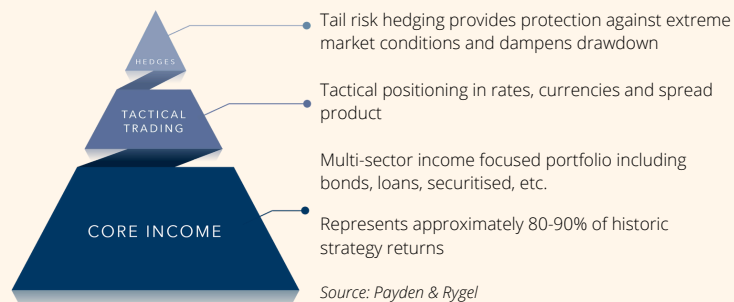 HEDGES
Tail risk hedging provides protection against extreme
market conditions and dampens drawdown
TACTICAL
TRADING
Tactical positioning in rates, currencies and spread
product
CORE INCOME
Multi-sector income focused portfolio including
bonds, loans, securitised, etc.
Represents approximately 80-90% of historic
strategy returns
Source: Payden & Rygel